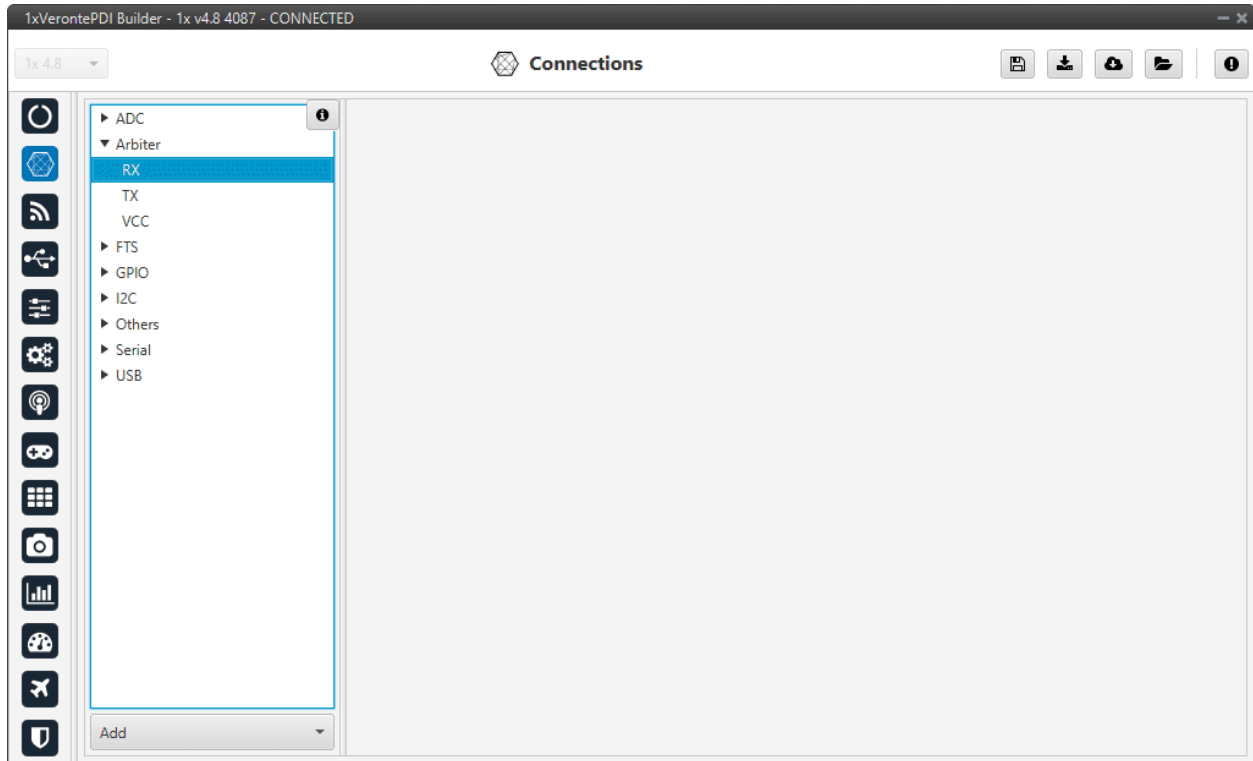 1xVerontePDI Builder - 1x v4.8 4087 - CONNECTED
1x 4.8
Connections
ADC
Arbiter
RX
TX
VCC
FTS
GPIO
I2C
Others
Serial
USB
Add